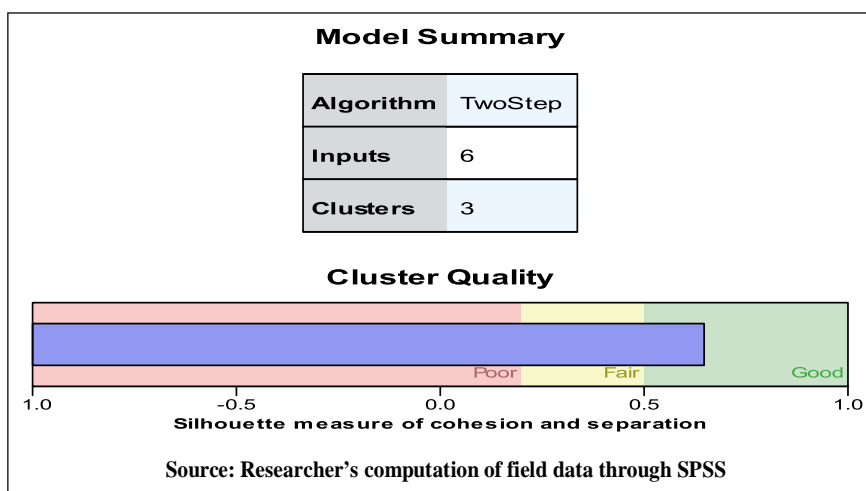 Model Summary
Algorithm TwoStep
Inputs 6
Clusters 3
Cluster Quality
Poor Fair Good
1.0 -0.5 0.0 0.5 1.0
Silhouette measure of cohesion and separation
Source: Researcher's computation of field data through SPSS